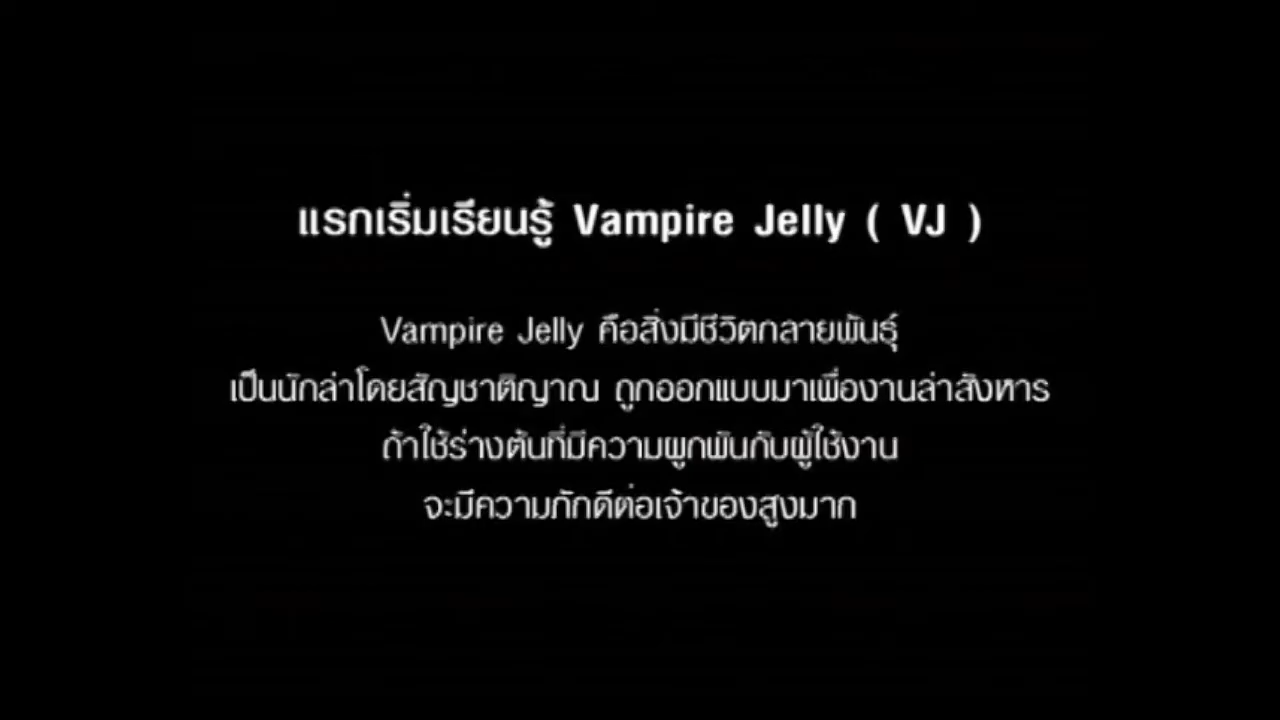 แรกเริ่มเรียนรู้ Vampire Jelly ( VJ )
Vampire Jelly คือสิ่งมีชีวิตกลายพันธุ์
เป็นนักล่าโดยสัญชาติญาณ ถูกออกแบบมาเพื่องานล่าสังหาร
ถ้าใช้ร่างต้นที่มีความผูกพันกับผู้ใช้งาน
จะมีความภักดีต่อเจ้าของสูงมาก